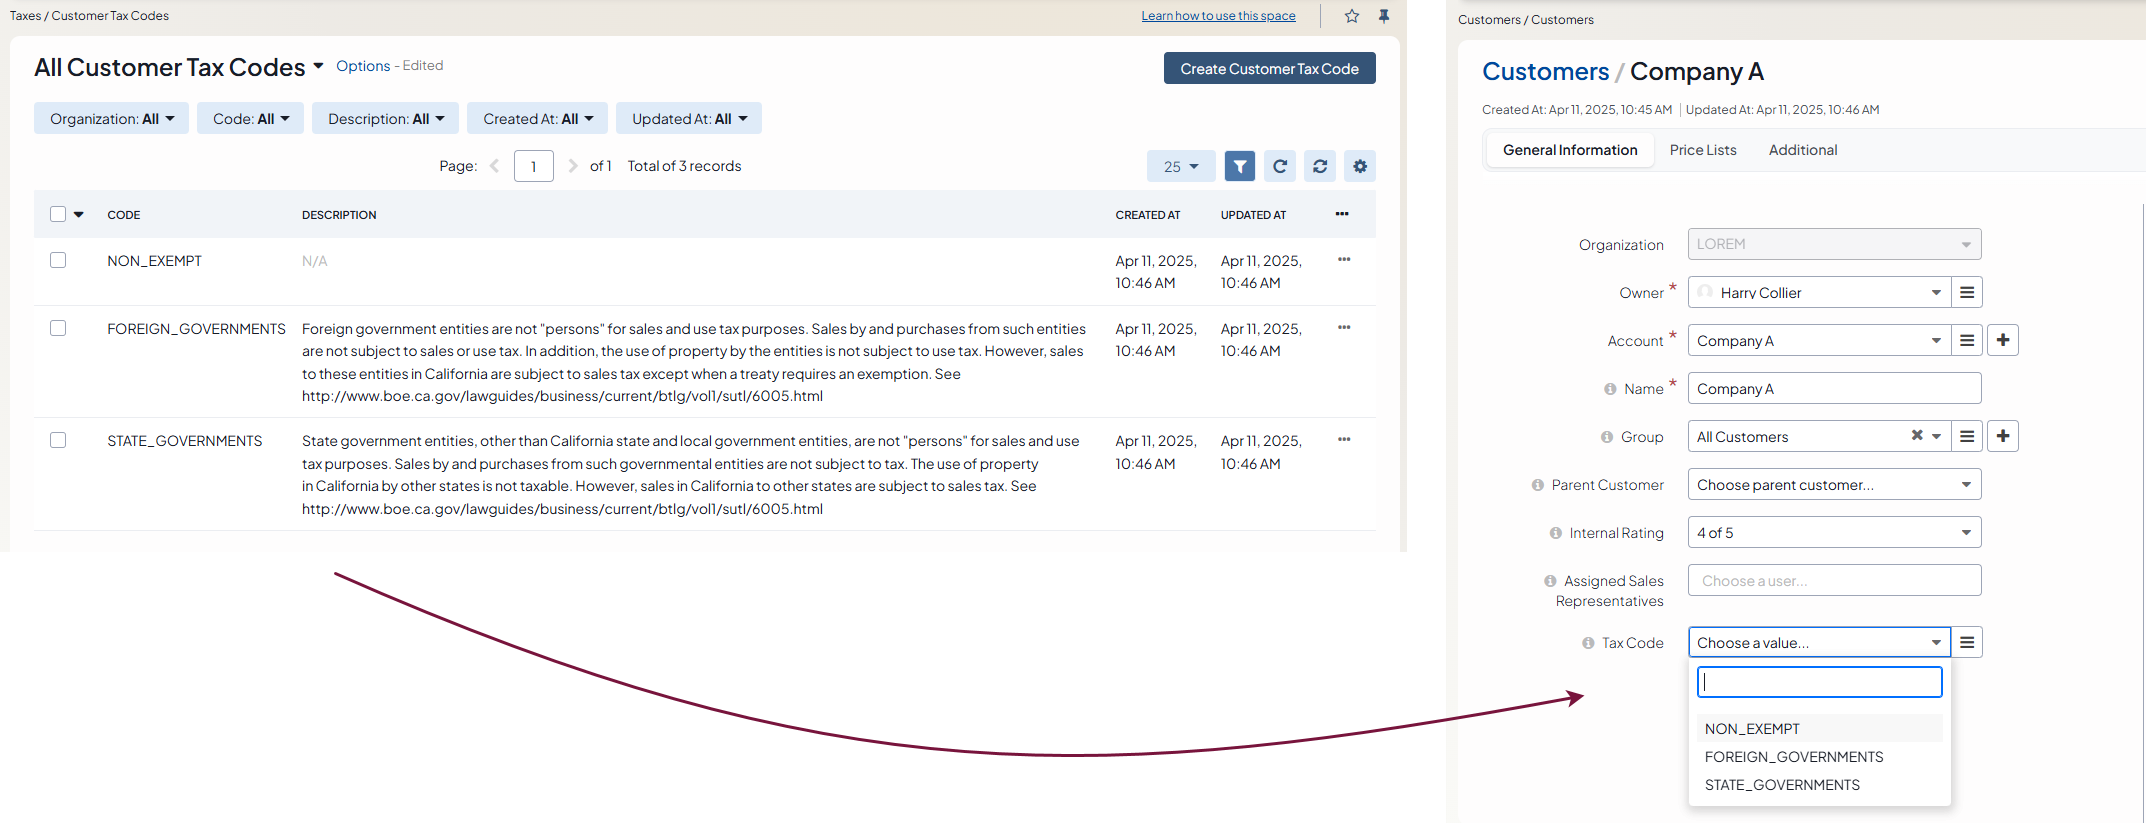 Taxes / Customer Tax Codes
Learn how to use this space
All Customer Tax Codes Options - Edited
Create Customer Tax Code
Organization: All Code: All Description: All Created At: All Updated At: All
Page: 1 of 1 Total of 3 records
25
CODE DESCRIPTION CREATED AT UPDATED AT
NON_EXEMPT N/A Apr 11, 2025, Apr 11, 2025,
10:46 AM 10:46 AM
FOREIGN_GOVERNMENTS Foreign government entities are not "persons" for sales and use tax purposes. Sales by and purchases from such entities Apr 11, 2025, Apr 11, 2025,
are not subject to sales or use tax. In addition, the use of property by the entities is not subject to use tax. However, sales 10:46 AM 10:46 AM
to these entities in California are subject to sales tax except when a treaty requires an exemption. See
http://www.boe.ca.gov/lawguides/business/current/btlg/vol1/sutl/6005.html
STATE_GOVERNMENTS State government entities, other than California state and local government entities, are not "persons" for sales and use Apr 11, 2025, Apr 11, 2025,
tax purposes. Sales by and purchases from such governmental entities are not subject to tax. The use of property 10:46 AM 10:46 AM
in California by other states is not taxable. However, sales in California to other states are subject to sales tax. See
http://www.boe.ca.gov/lawguides/business/current/btlg/vol1/sutl/6005.html
Customers / Customers
Customers / Company A
Created At: Apr 11, 2025, 10:45 AM | Updated At: Apr 11, 2025, 10:46 AM
General Information Price Lists Additional
Organization LOREM
Owner * Harry Collier
Account * Company A
Name * Company A
Group All Customers
Parent Customer Choose parent customer...
Internal Rating 4 of 5
Assigned Sales Choose a user...
Representatives
Tax Code Choose a value...
NON_EXEMPT
FOREIGN_GOVERNMENTS
STATE_GOVERNMENTS